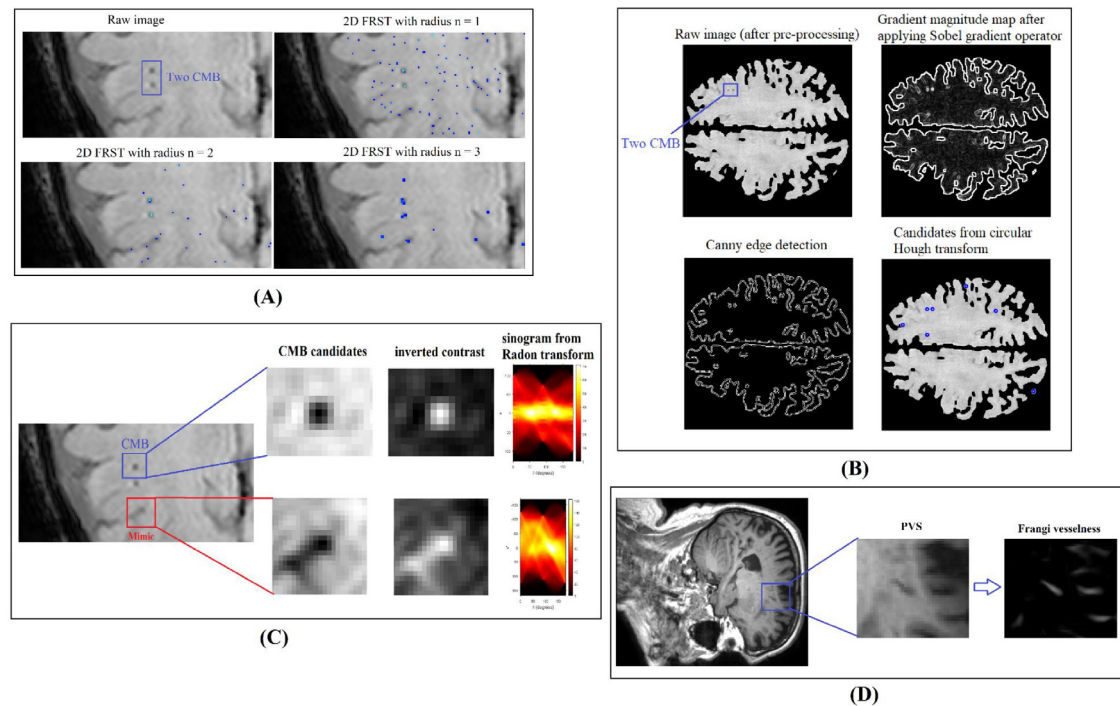 Raw image
2D FRST with radius n = 1
Two CMB
2D FRST with radius n = 2
2D FRST with radius n = 3
(A)
Raw image (after pre-processing)
Gradient magnitude map after
applying Sobel gradient operator
Two CMB
Canny edge detection
Candidates from circular
Hough transform
(B)
CMB candidates
inverted contrast
sinogram from
Radon transform
CMB
Mimic
(C)
PVS
Frangi vesselness
(D)